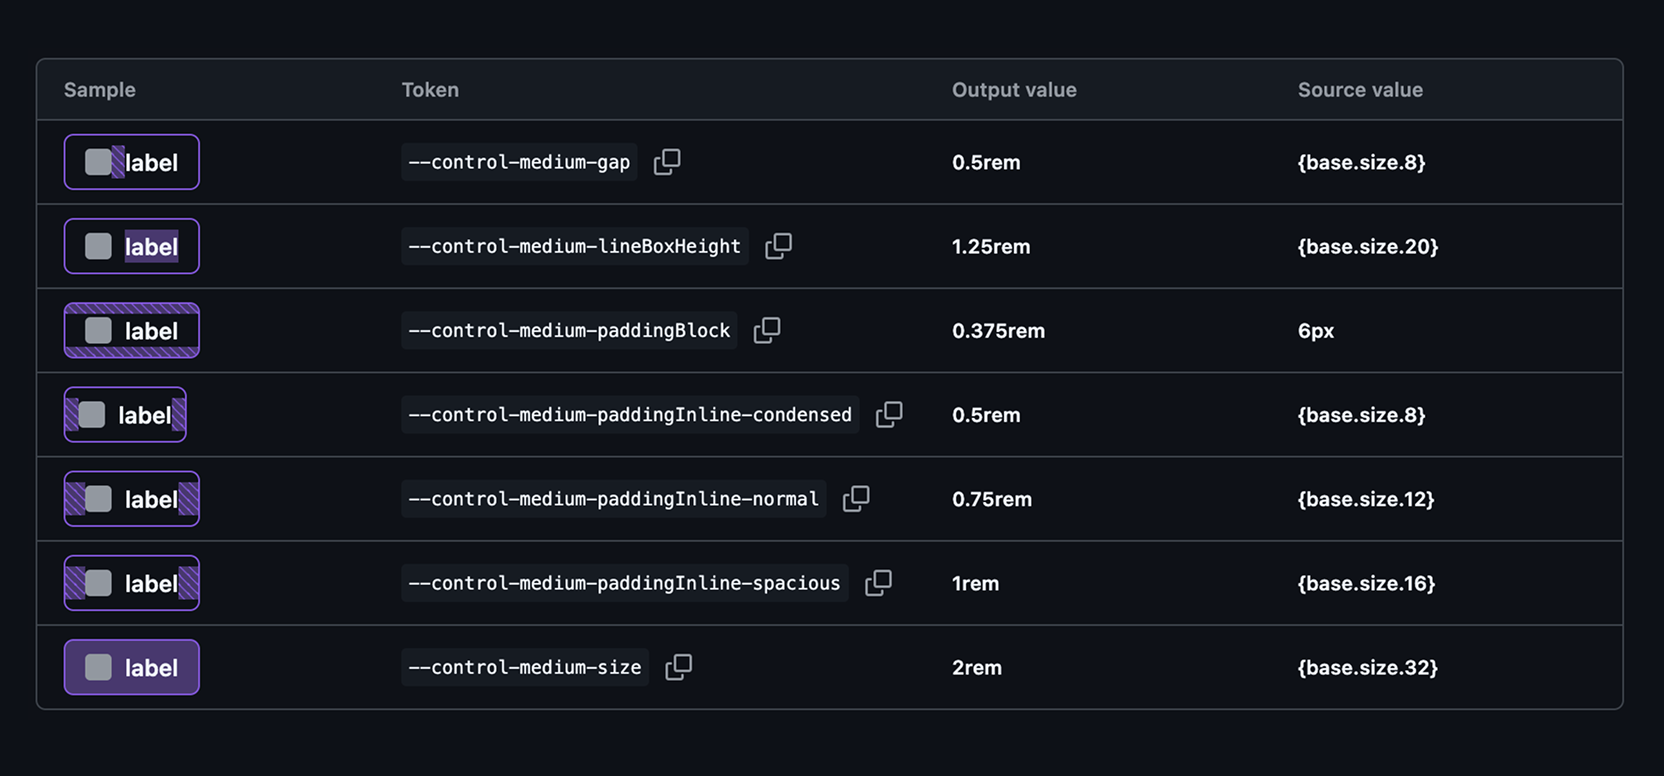 Sample Token Output value Source value
label --control-medium-gap 0.5rem {base.size.8}
label --control-medium-lineBoxHeight 1.25rem {base.size.20}
label --control-medium-paddingBlock 0.375rem 6px
label --control-medium-paddingInline-condensed 0.5rem {base.size.8}
label --control-medium-paddingInline-normal 0.75rem {base.size.12}
label --control-medium-paddingInline-spacious 1rem {base.size.16}
label --control-medium-size 2rem {base.size.32}